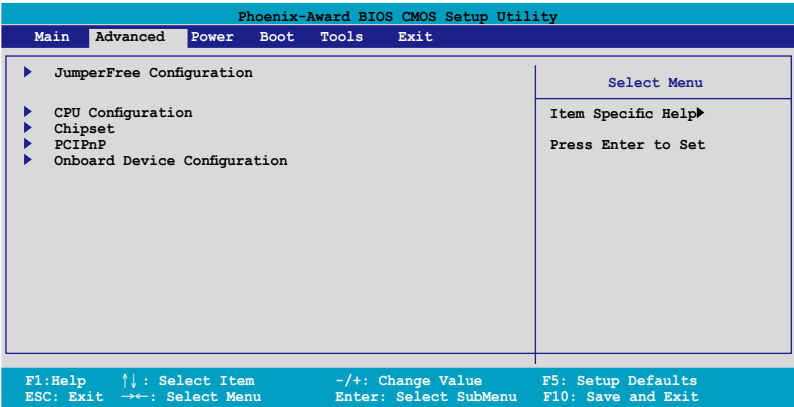 Phoenix-Award BIOS CMOS Setup Utility
Main Advanced Power Boot Tools Exit
JumperFree Configuration
CPU Configuration
Chipset
PCIPnP
Onboard Device Configuration
Select Menu
Item Specific Help▶
Press Enter to Set
F1:Help ↑↓: Select Item -/+: Change Value F5: Setup Defaults
ESC: Exit →←: Select Menu Enter: Select SubMenu F10: Save and Exit